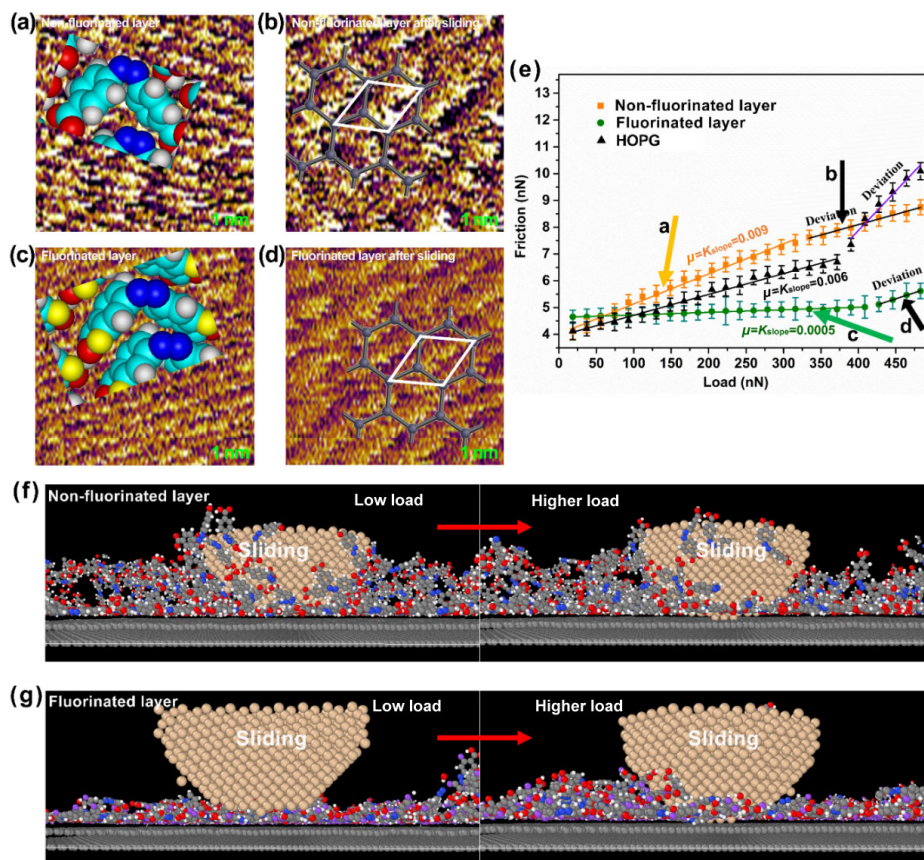 (a) Non-fluorinated layer
1 nm
(b) Non-fluorinated layer after sliding
1 nm
(c) Fluorinated layer
1 nm
(d) Fluorinated layer after sliding
1 nm
(e)
Friction (nN)
13
12
11
10
9
8
7
6
5
4
Non-fluorinated layer
Fluorinated layer
HOPG
a
b
Deviation
Deviation
μ=Kslope=0.009
μ=Kslope=0.006
Deviation
μ=Kslope=0.0005
c
d
0 50 100 150 200 250 300 350 400 450
Load (nN)
(f) Non-fluorinated layer
Low load
Higher load
Sliding
Sliding
(g) Fluorinated layer
Low load
Higher load
Sliding
Sliding